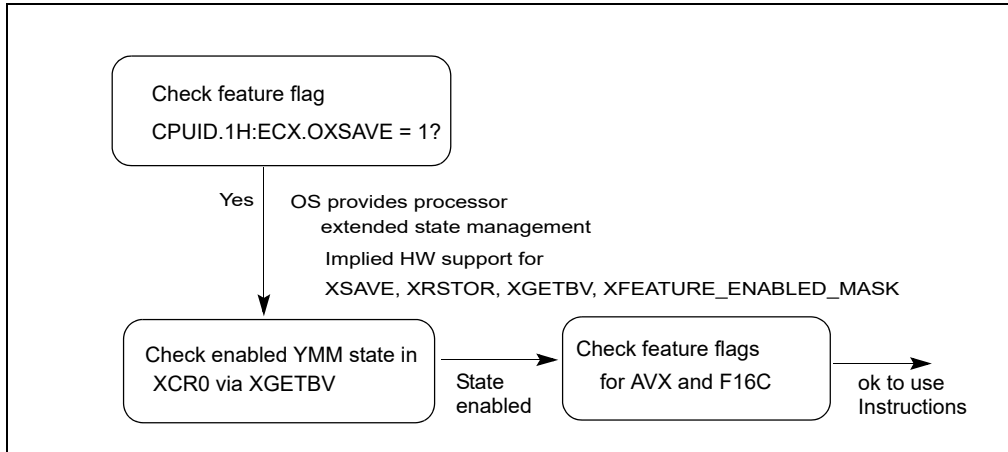 Check feature flag
CPUID.1H:ECX.OXSAVE = 1?
Yes
OS provides processor
extended state management
Implied HW support for
XSAVE, XRSTOR, XGETBV, XFEATURE_ENABLED_MASK
Check enabled YMM state in
XCR0 via XGETBV
State
enabled
Check feature flags
for AVX and F16C
ok to use
Instructions